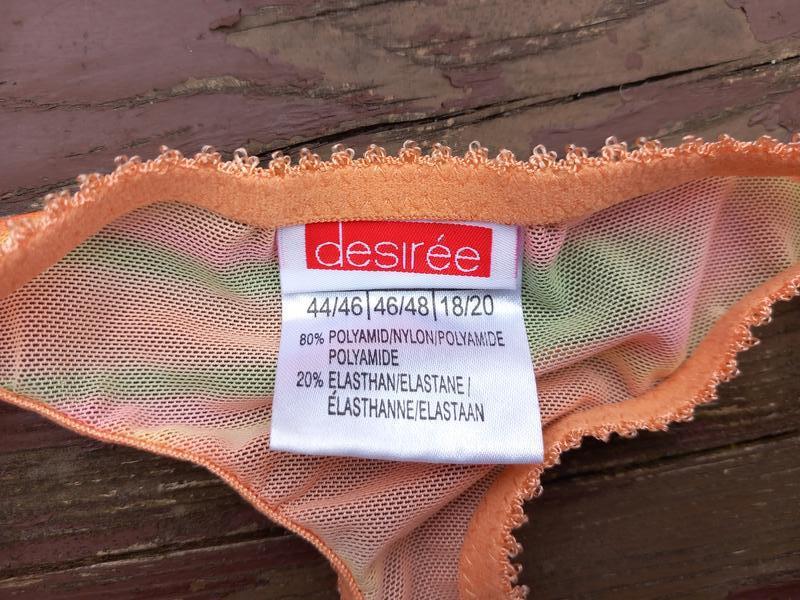 desirée
44/46|46/48|18/20
80% POLYAMID/NYLON/POLYAMIDE
POLYAMIDE
20% ELASTHAN/ELASTANE/
ÉLASTHANNE/ELASTAAN